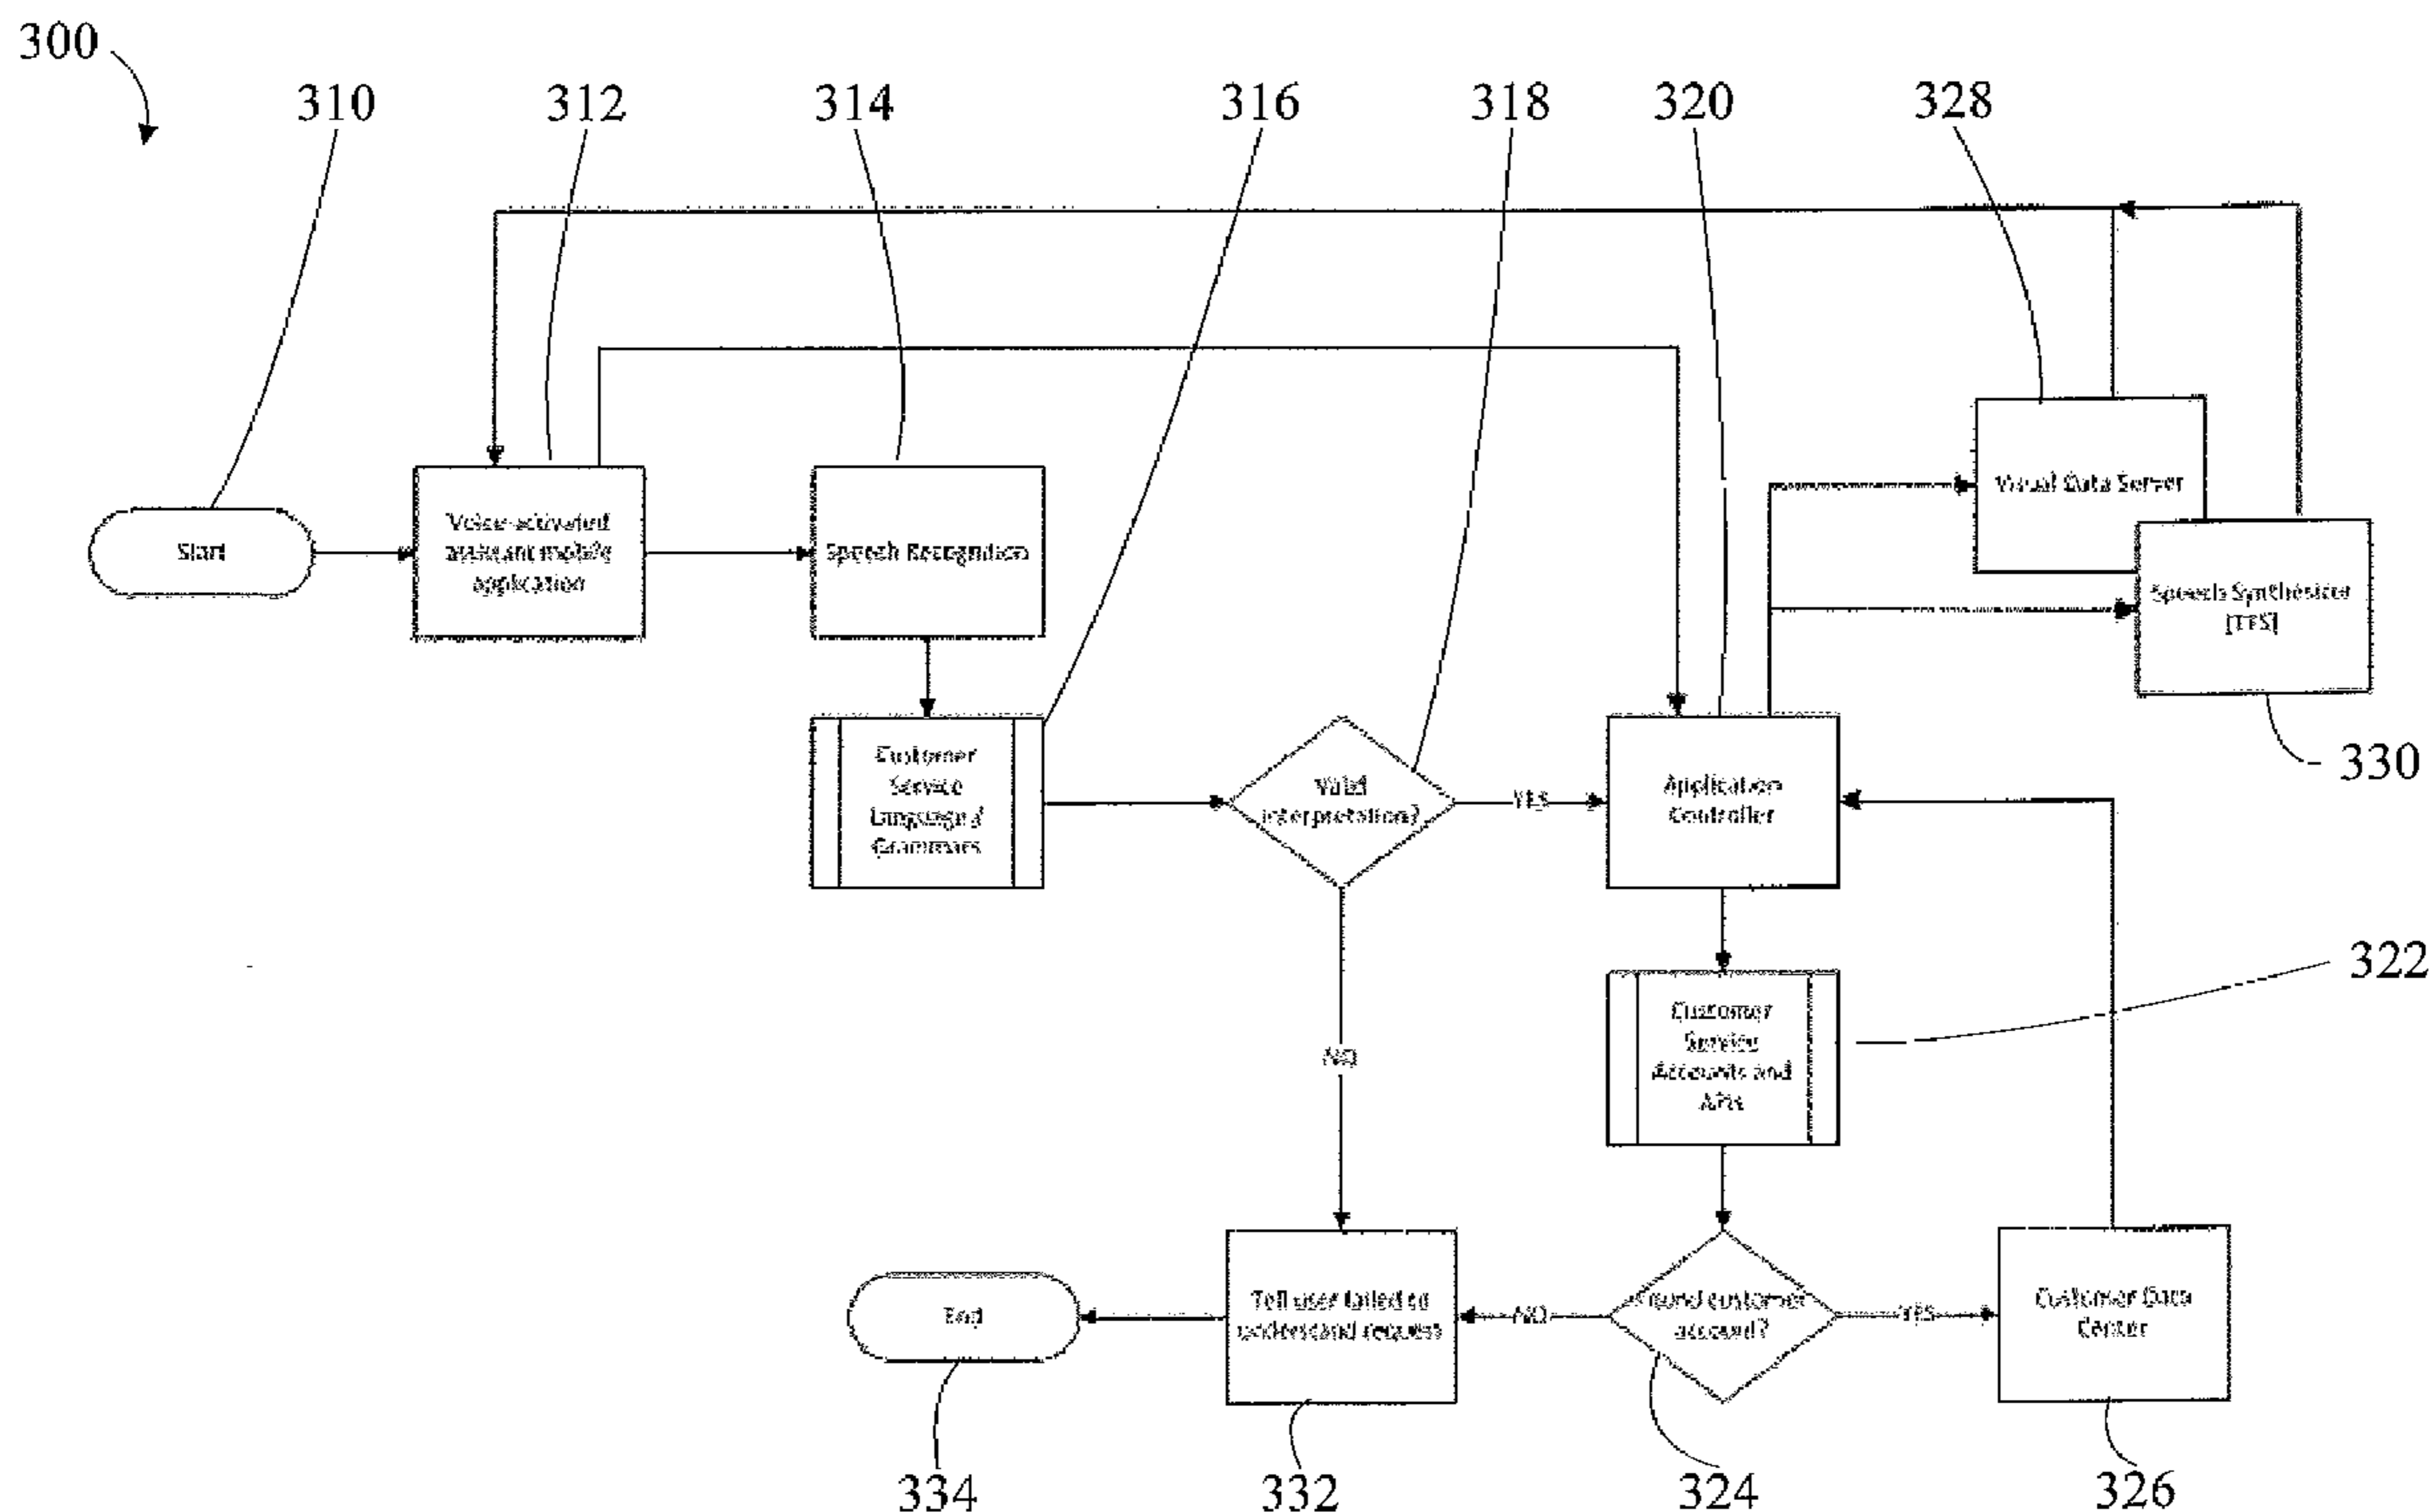 300
310
312
314
316
318
320
328
Start
Voice-activated
assistant mobile
application
Speech Recognition
Visual Data Server
Speech Synthesizer
[TTS]
330
Customer
Service
Language /
Grammars
Valid
interpretation?
YES
Application
Controller
322
Customer
Service
Accounts and
APIs
NO
End
Tell user failed to
understand request
NO
Found customer
account?
YES
Customer Data
Center
334
332
324
326